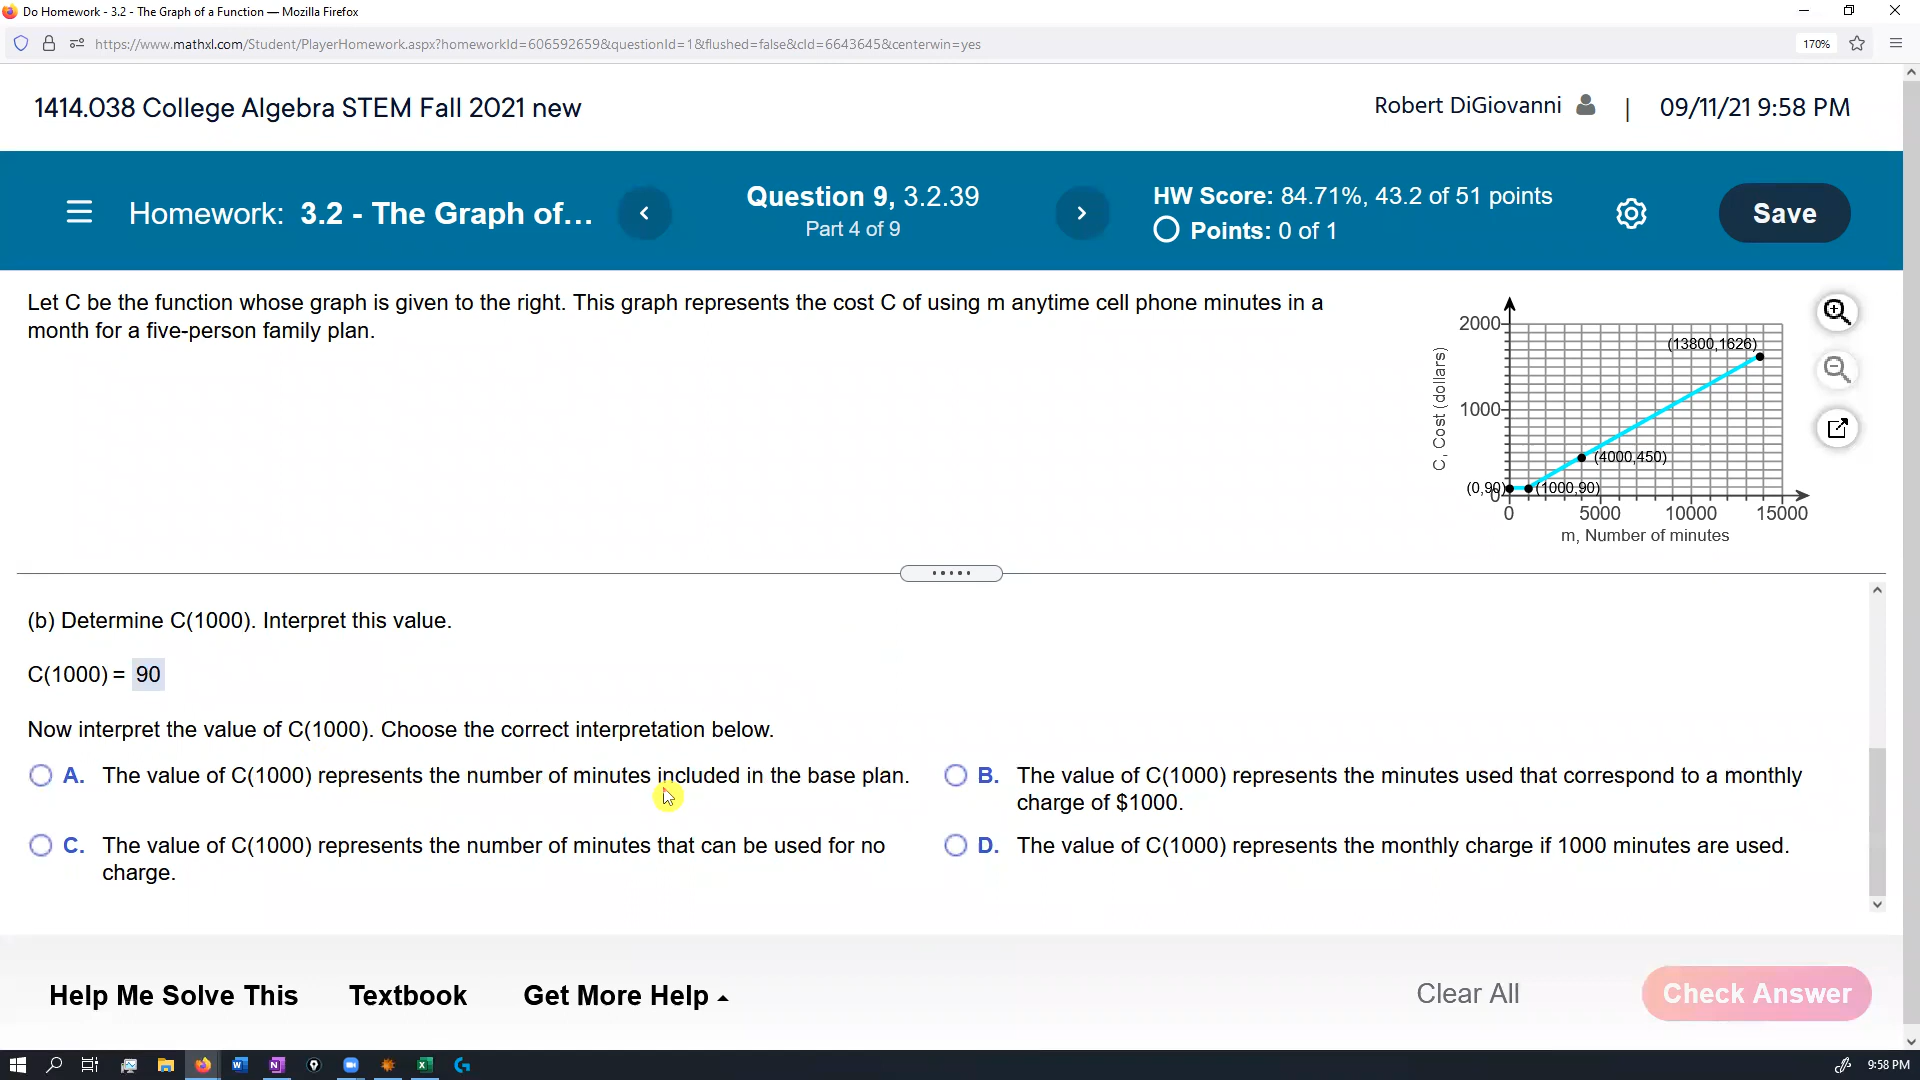 Do Homework - 3.2 - The Graph of a Function — Mozilla Firefox
https://www.mathxl.com/Student/PlayerHomework.aspx?homeworkId=606592659&questionId=1&flushed=false&cId=6643645&centerwin=yes
170%
1414.038 College Algebra STEM Fall 2021 new
Robert DiGiovanni | 09/11/21 9:58 PM
Homework: 3.2 - The Graph of...
Question 9, 3.2.39
Part 4 of 9
HW Score: 84.71%, 43.2 of 51 points
Points: 0 of 1
Save
Let C be the function whose graph is given to the right. This graph represents the cost C of using m anytime cell phone minutes in a
month for a five-person family plan.
2000
1000
0
C, Cost (dollars)
(13800,1626)
(4000,450)
(0,90)
(1000,90)
0 5000 10000 15000
m, Number of minutes
(b) Determine C(1000). Interpret this value.
C(1000) = 90
Now interpret the value of C(1000). Choose the correct interpretation below.
A. The value of C(1000) represents the number of minutes included in the base plan.
B. The value of C(1000) represents the minutes used that correspond to a monthly
charge of $1000.
C. The value of C(1000) represents the number of minutes that can be used for no
charge.
D. The value of C(1000) represents the monthly charge if 1000 minutes are used.
Help Me Solve This
Textbook
Get More Help
Clear All
Check Answer
9:58 PM